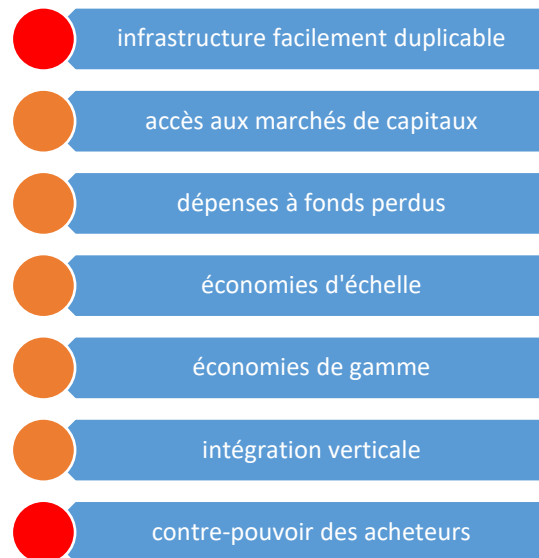 infrastructure facilement duplicable
accès aux marchés de capitaux
dépenses à fonds perdus
économies d'échelle
économies de gamme
intégration verticale
contre-pouvoir des acheteurs